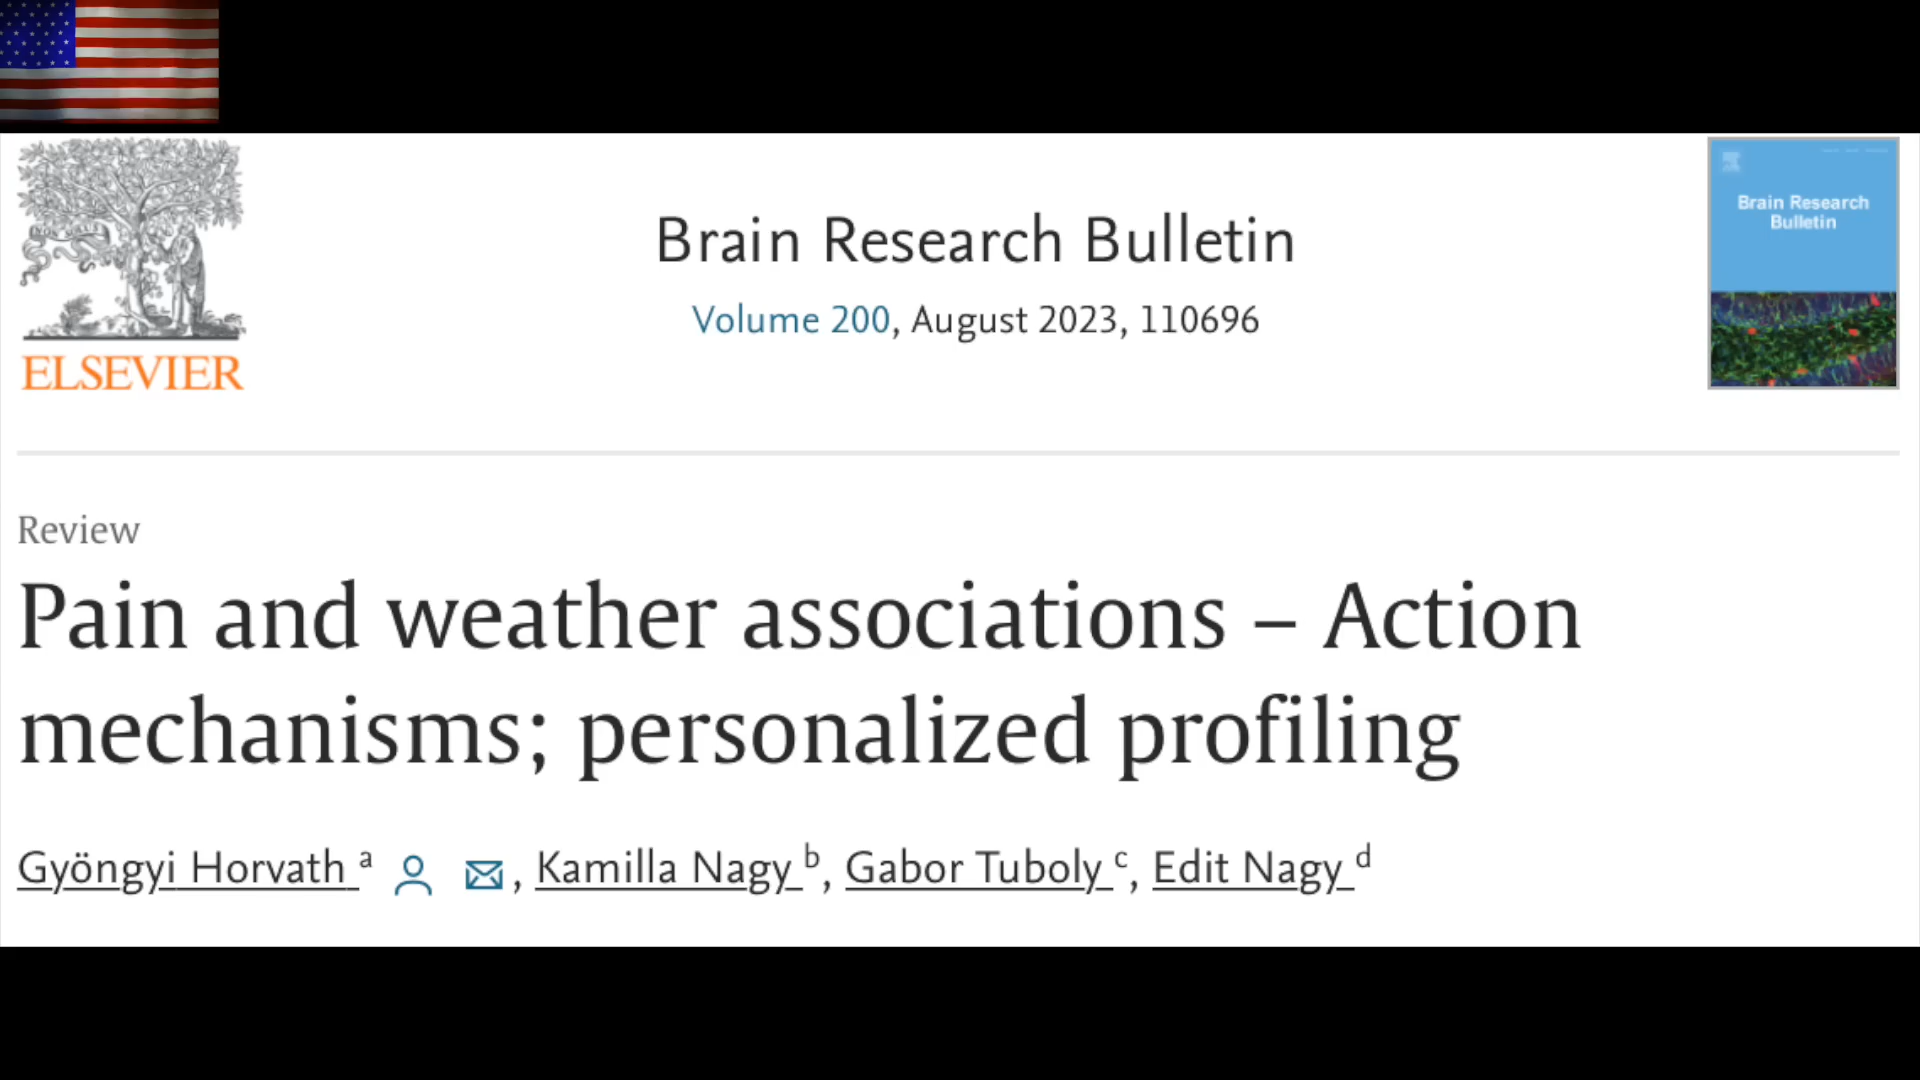 ELSEVIER
Brain Research Bulletin
Volume 200, August 2023, 110696
Brain Research
Bulletin
Review
Pain and weather associations – Action
mechanisms; personalized profiling
Gyöngyi Horvath a, Kamilla Nagy b, Gabor Tuboly c, Edit Nagy d